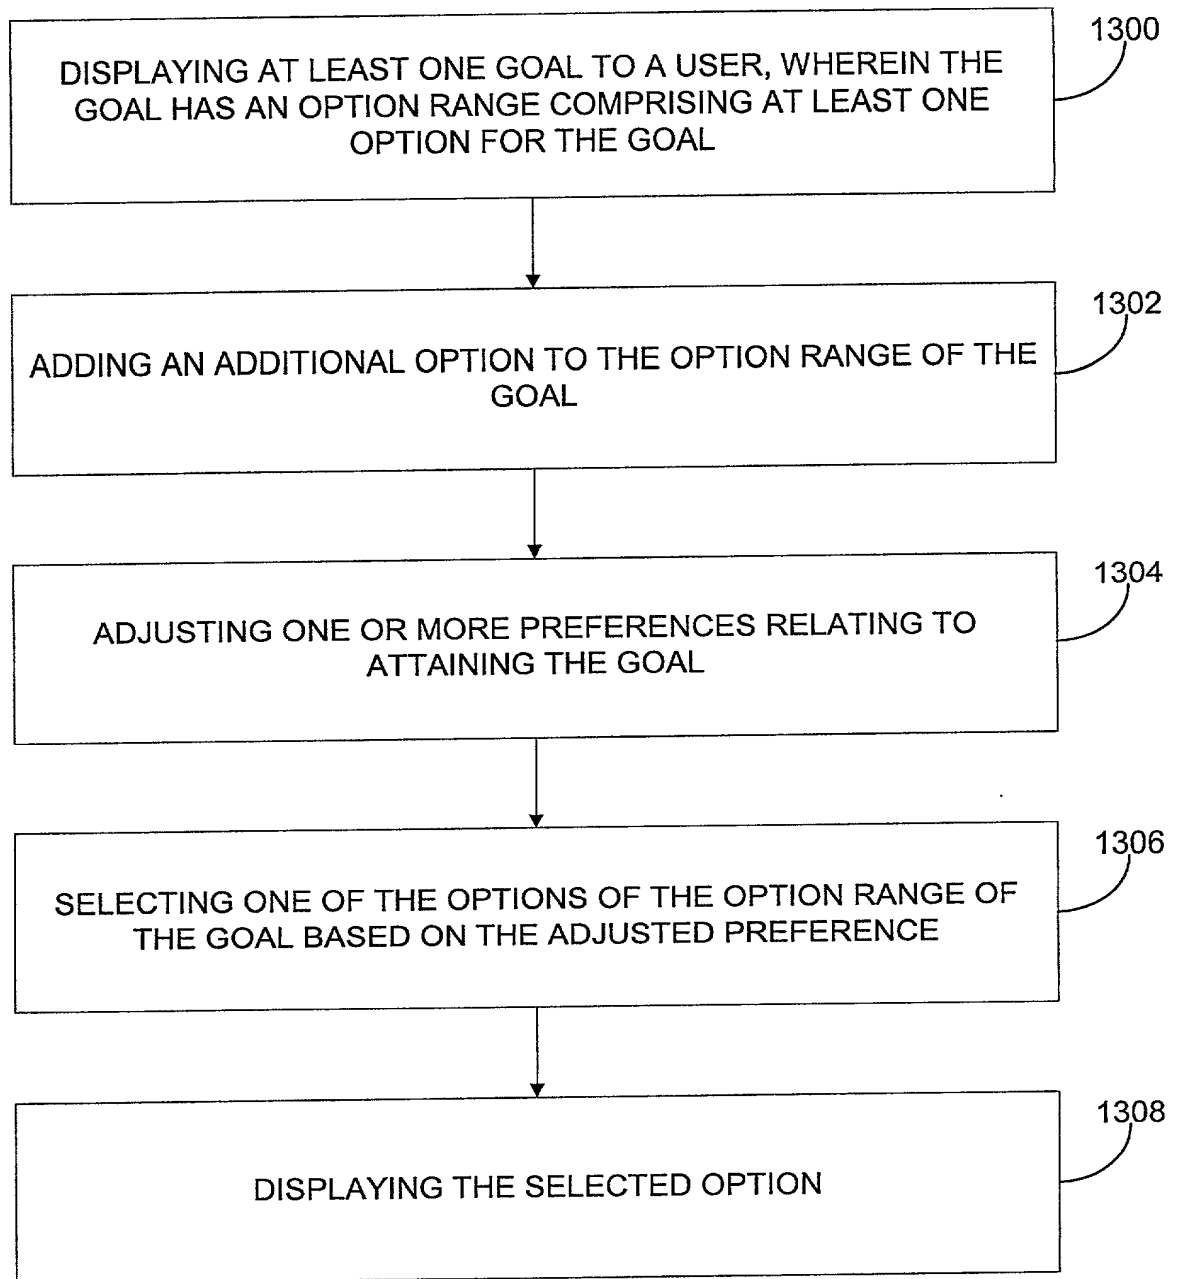 1300
DISPLAYING AT LEAST ONE GOAL TO A USER, WHEREIN THE
GOAL HAS AN OPTION RANGE COMPRISING AT LEAST ONE
OPTION FOR THE GOAL
1302
ADDING AN ADDITIONAL OPTION TO THE OPTION RANGE OF THE
GOAL
1304
ADJUSTING ONE OR MORE PREFERENCES RELATING TO
ATTAINING THE GOAL
1306
SELECTING ONE OF THE OPTIONS OF THE OPTION RANGE OF
THE GOAL BASED ON THE ADJUSTED PREFERENCE
1308
DISPLAYING THE SELECTED OPTION